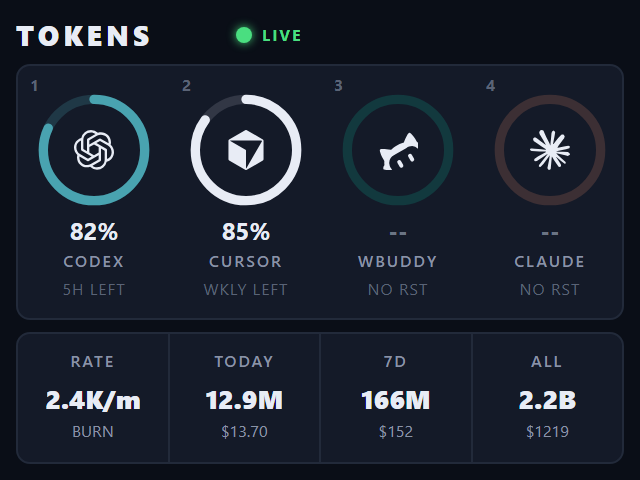 TOKENS
LIVE
1 2 3 4
82% 85% -- --
CODEX CURSOR WBUDDY CLAUDE
5H LEFT WKLY LEFT NO RST NO RST
RATE TODAY 7D ALL
2.4K/m 12.9M 166M 2.2B
BURN $13.70 $152 $1219